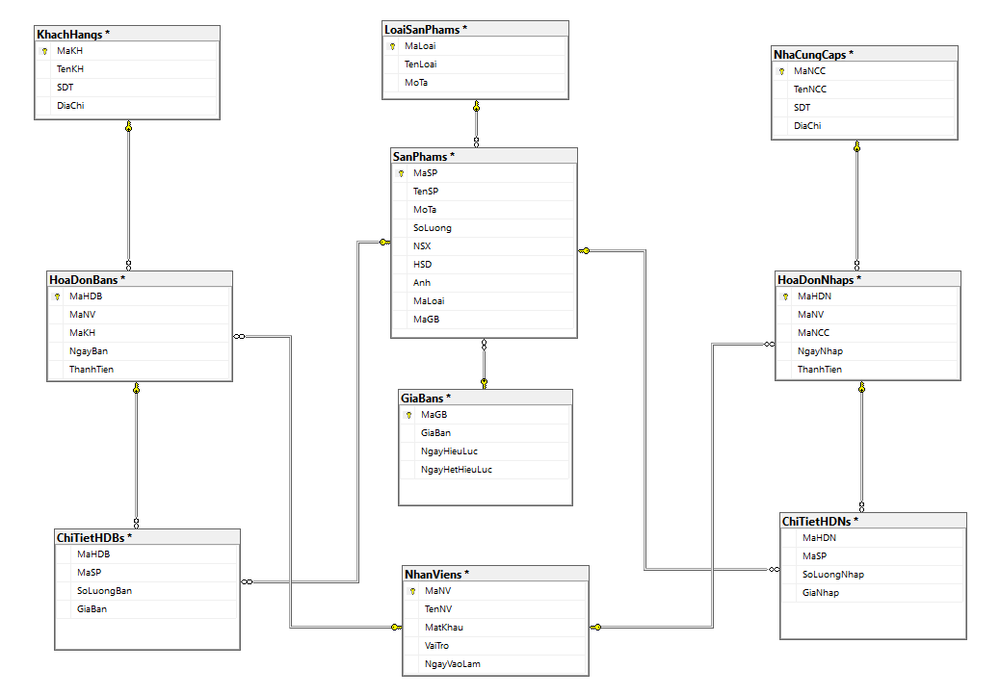 KhachHangs *
MaKH
TenKH
SDT
DiaChi
LoaiSanPhams *
MaLoai
TenLoai
MoTa
NhaCungCaps *
MaNCC
TenNCC
SDT
DiaChi
SanPhams *
MaSP
TenSP
MoTa
SoLuong
NSX
HSD
Anh
MaLoai
MaGB
HoaDonBans *
MaHDB
MaNV
MaKH
NgayBan
ThanhTien
HoaDonNhaps *
MaHDN
MaNV
MaNCC
NgayNhap
ThanhTien
GiaBans *
MaGB
GiaBan
NgayHieuLuc
NgayHetHieuLuc
ChiTietHDBs *
MaHDB
MaSP
SoLuongBan
GiaBan
NhanViens *
MaNV
TenNV
MatKhau
VaiTro
NgayVaoLam
ChiTietHDNs *
MaHDN
MaSP
SoLuongNhap
GiaNhap